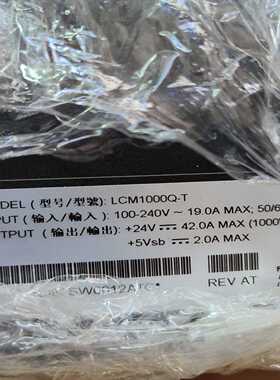 DEL ( 型号/型號): LCM1000Q-T
PUT ( 输入/輸入): 100-240V ~ 19.0A MAX; 50/6
TPUT ( 输出/輸出): +24V ⎓ 42.0A MAX (1000
+5Vsb ⎓ 2.0A MAX
REV AT